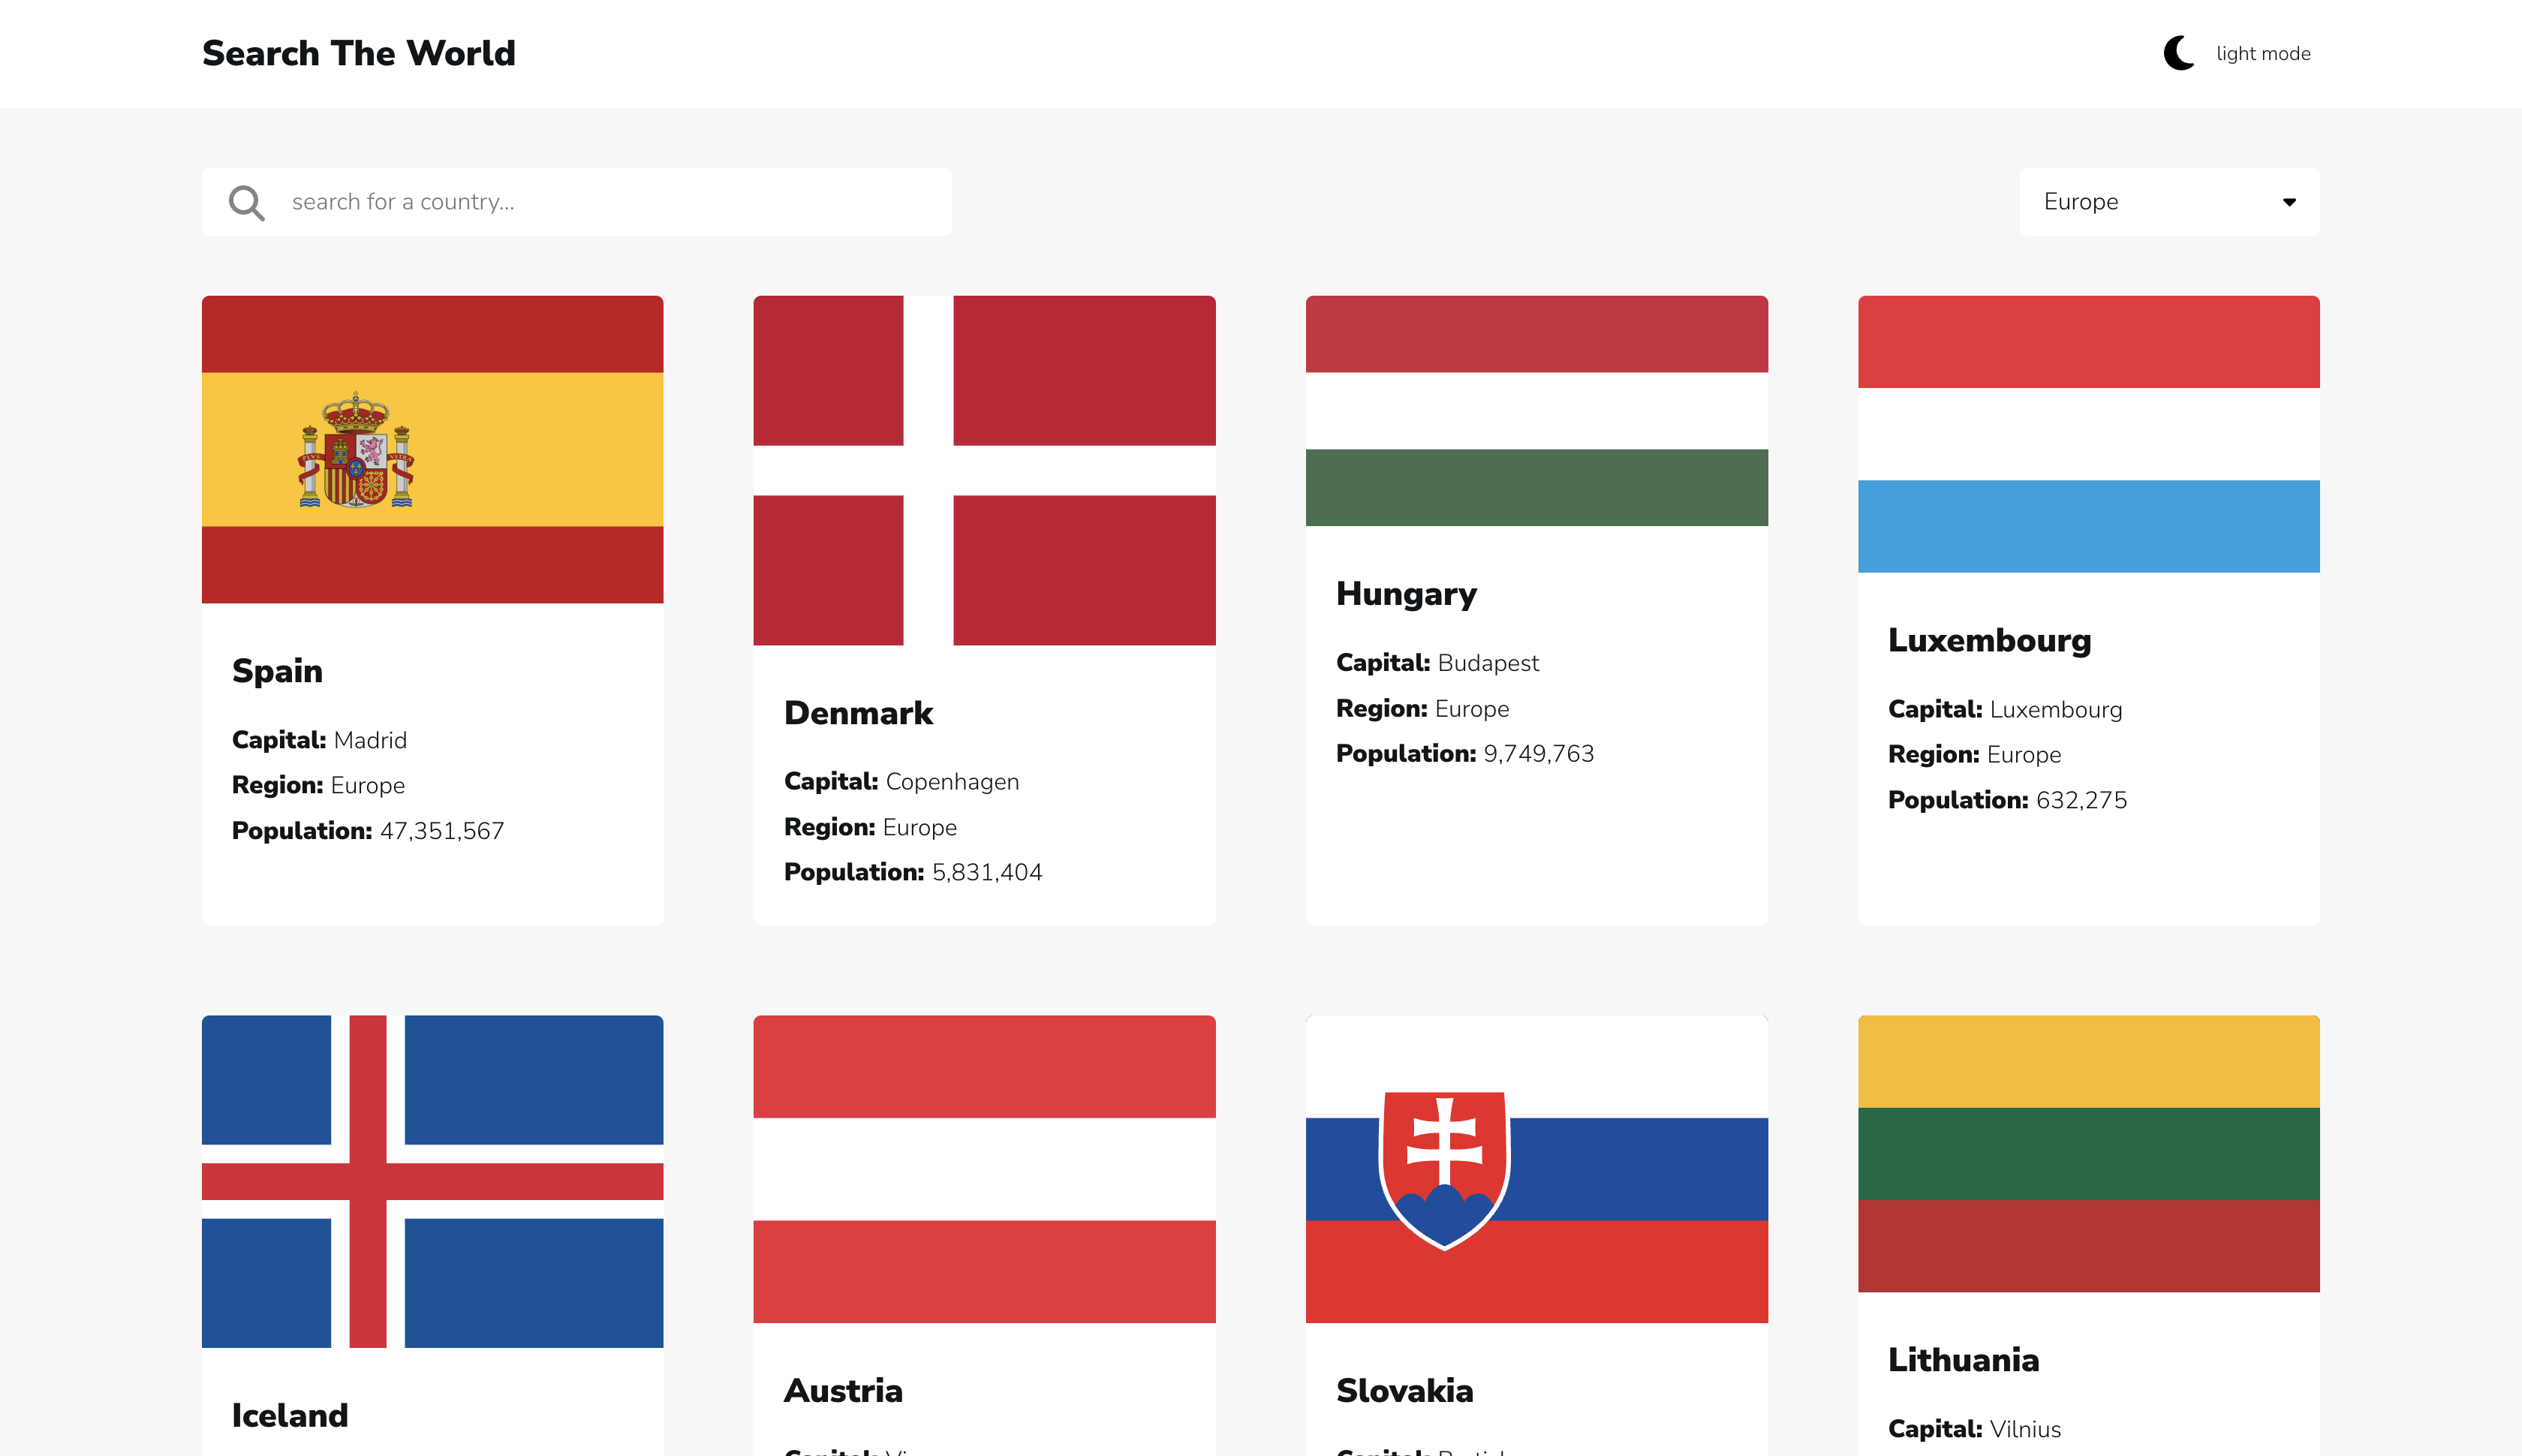 Search The World
light mode
search for a country...
Europe
Spain
Capital: Madrid
Region: Europe
Population: 47,351,567
Denmark
Capital: Copenhagen
Region: Europe
Population: 5,831,404
Hungary
Capital: Budapest
Region: Europe
Population: 9,749,763
Luxembourg
Capital: Luxembourg
Region: Europe
Population: 632,275
Iceland
Austria
Capital:
Slovakia
Capital:
Lithuania
Capital: Vilnius